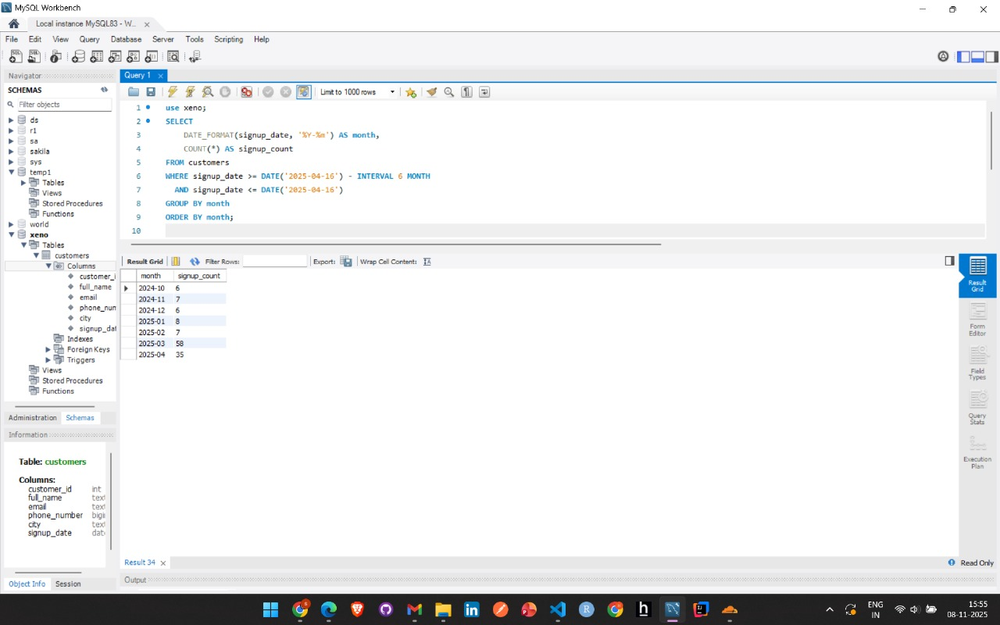 MySQL Workbench
Local instance MySQL83 - W...
File Edit View Query Database Server Tools Scripting Help
Navigator
SCHEMAS
Filter objects
ds
r1
sa
sakila
sys
temp1
Tables
Views
Stored Procedures
Functions
world
xeno
Tables
customers
Columns
customer_i
full_name
email
phone_num
city
signup_dat
Indexes
Foreign Keys
Triggers
Views
Stored Procedures
Functions
Administration Schemas
Information
Table: customers
Columns:
customer_id int
full_name text
email text
phone_number bigi
city text
signup_date date
Object Info Session
Query 1
Limit to 1000 rows
1 use xeno;
2 SELECT
3 DATE_FORMAT(signup_date, '%Y-%m') AS month,
4 COUNT(*) AS signup_count
5 FROM customers
6 WHERE signup_date >= DATE('2025-04-16') - INTERVAL 6 MONTH
7 AND signup_date <= DATE('2025-04-16')
8 GROUP BY month
9 ORDER BY month;
10
Result Grid Filter Rows: Export: Wrap Cell Content:
month signup_count
2024-10 6
2024-11 7
2024-12 6
2025-01 8
2025-02 7
2025-03 58
2025-04 35
Result Grid
Form Editor
Field Types
Query Stats
Execution Plan
Result 34
Read Only
Output
ENG
IN
15:55
08-11-2025